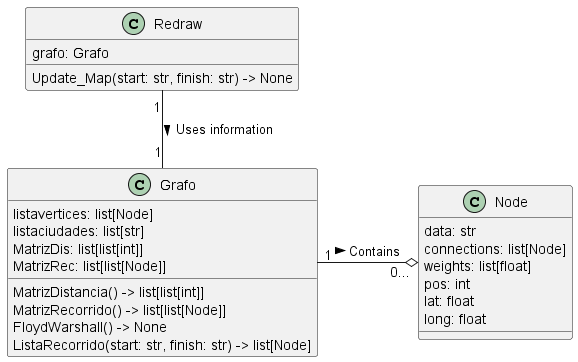 C Redraw
grafo: Grafo
Update_Map(start: str, finish: str) -> None
1
Uses information
1
C Grafo
listavertices: list[Node]
listaciudades: list[str]
MatrizDis: list[list[int]]
MatrizRec: list[list[Node]]
MatrizDistancia() -> list[list[int]]
MatrizRecorrido() -> list[list[Node]]
FloydWarshall() -> None
ListaRecorrido(start: str, finish: str) -> list[Node]
1 Contains
0...
C Node
data: str
connections: list[Node]
weights: list[float]
pos: int
lat: float
long: float